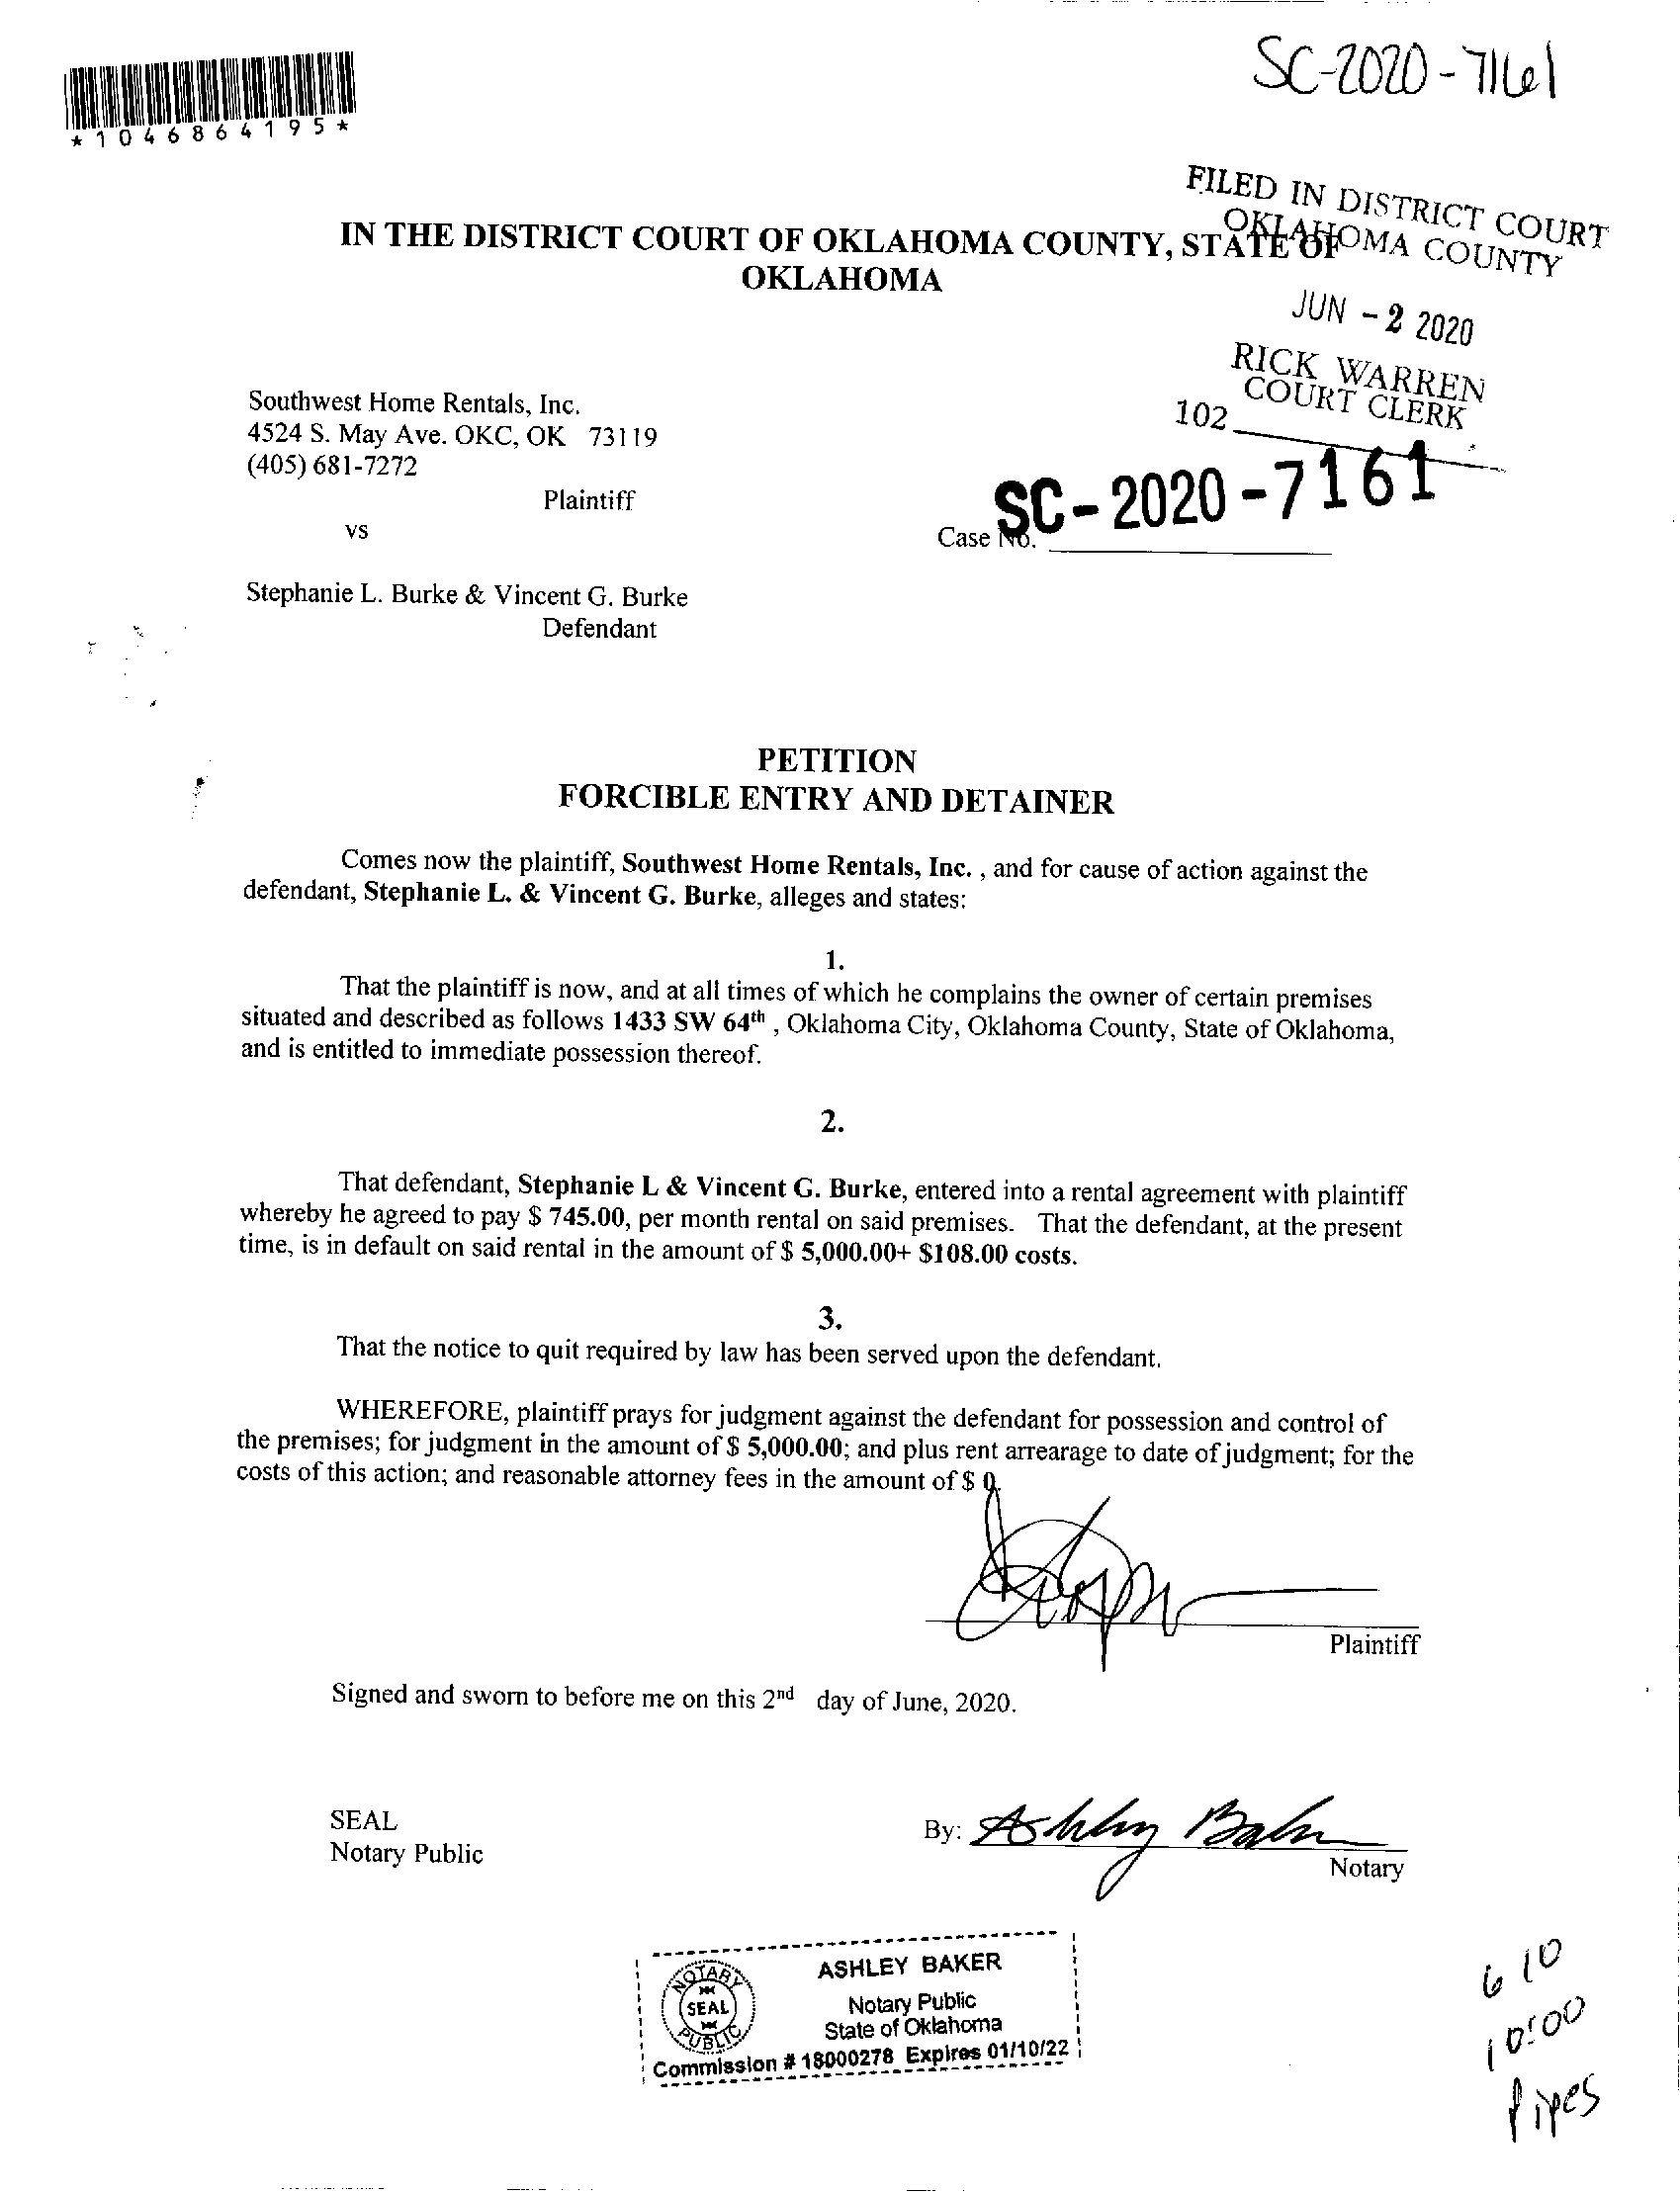 SC-2020-7161
*1046864195*
FILED IN DISTRICT COURT
OKLAHOMA COUNTY
IN THE DISTRICT COURT OF OKLAHOMA COUNTY, STATE OF
OKLAHOMA
JUN - 2 2020
RICK WARREN
COURT CLERK
102
Southwest Home Rentals, Inc.
4524 S. May Ave. OKC, OK 73119
(405) 681-7272
Plaintiff
vs
SC-2020-7161
Case No.
Stephanie L. Burke & Vincent G. Burke
Defendant
PETITION
FORCIBLE ENTRY AND DETAINER
Comes now the plaintiff, Southwest Home Rentals, Inc. , and for cause of action against the
defendant, Stephanie L. & Vincent G. Burke, alleges and states:
1.
That the plaintiff is now, and at all times of which he complains the owner of certain premises
situated and described as follows 1433 SW 64th , Oklahoma City, Oklahoma County, State of Oklahoma,
and is entitled to immediate possession thereof.
2.
That defendant, Stephanie L & Vincent G. Burke, entered into a rental agreement with plaintiff
whereby he agreed to pay $ 745.00, per month rental on said premises. That the defendant, at the present
time, is in default on said rental in the amount of $ 5,000.00+ $108.00 costs.
3.
That the notice to quit required by law has been served upon the defendant.
WHEREFORE, plaintiff prays for judgment against the defendant for possession and control of
the premises; for judgment in the amount of $ 5,000.00; and plus rent arrearage to date of judgment; for the
costs of this action; and reasonable attorney fees in the amount of $ 0.
Plaintiff
Signed and sworn to before me on this 2nd day of June, 2020.
SEAL
Notary Public
By: Ashley Baker
Notary
NOTARY
SEAL
PUBLIC
ASHLEY BAKER
Notary Public
State of Oklahoma
Commission # 18000278 Expires 01/10/22
6 10
10:00
Pipes